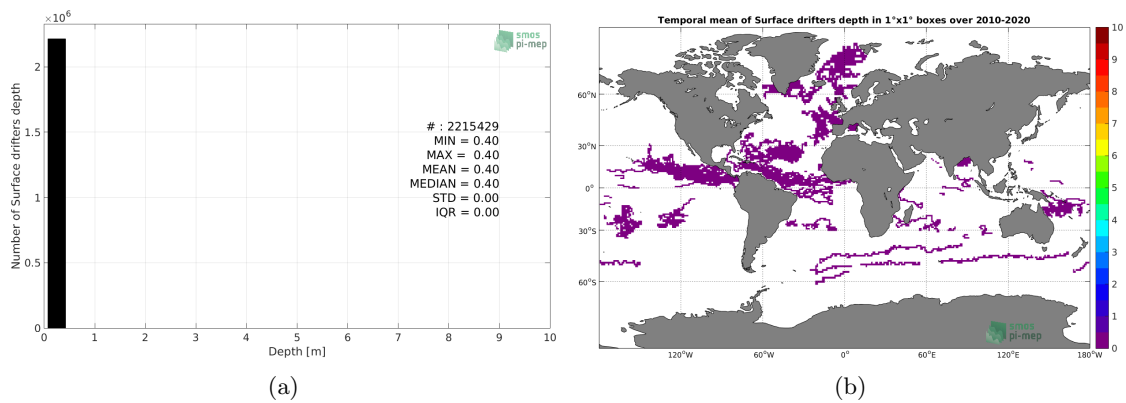 ×10⁶
smos
pi-mep
2
1.5
1
0.5
0
Number of Surface drifters depth
# : 2215429
MIN = 0.40
MAX = 0.40
MEAN = 0.40
MEDIAN = 0.40
STD = 0.00
IQR = 0.00
0 1 2 3 4 5 6 7 8 9 10
Depth [m]
(a)
Temporal mean of Surface drifters depth in 1°x1° boxes over 2010-2020
60°N
30°N
0°
30°S
60°S
120°W 60°W 0° 60°E 120°E 180°W
smos
pi-mep
10
9
8
7
6
5
4
3
2
1
0
(b)